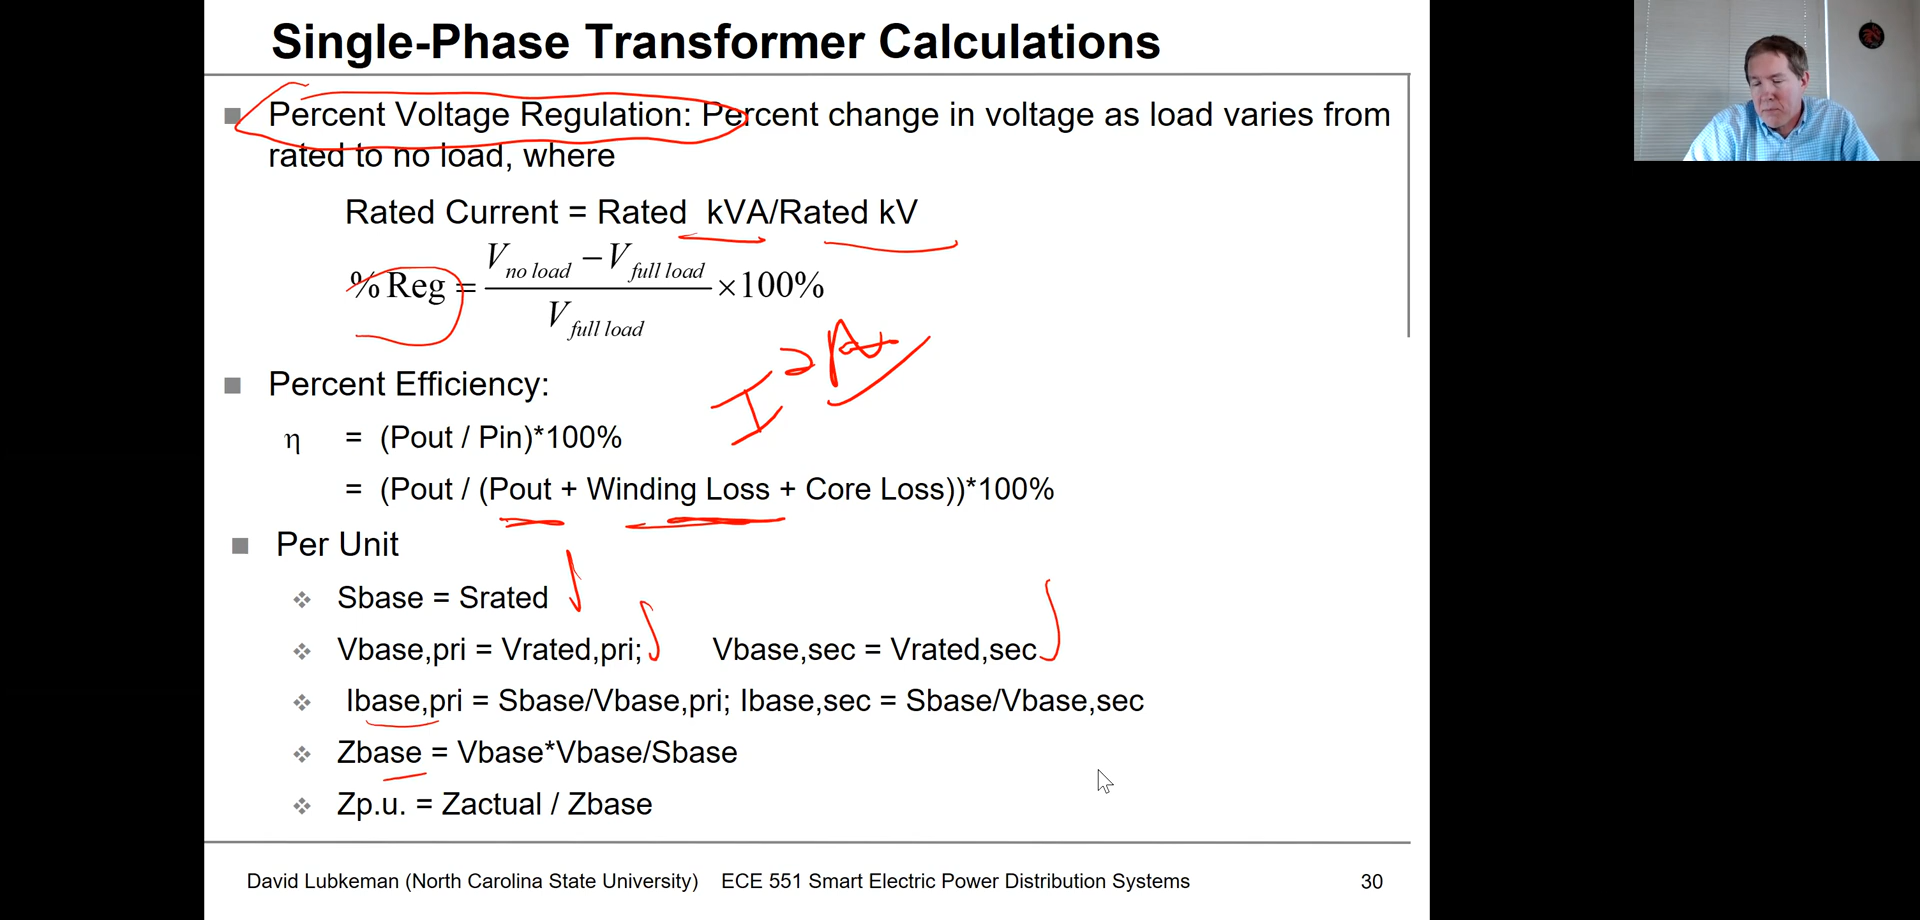 Single-Phase Transformer Calculations
Percent Voltage Regulation: Percent change in voltage as load varies from
rated to no load, where
Rated Current = Rated kVA/Rated kV
% Reg = (V no load − V full load) / V full load ×100%
I²R
Percent Efficiency:
η = (Pout / Pin)*100%
= (Pout / (Pout + Winding Loss + Core Loss))*100%
Per Unit
Sbase = Srated
Vbase,pri = Vrated,pri; Vbase,sec = Vrated,sec
Ibase,pri = Sbase/Vbase,pri; Ibase,sec = Sbase/Vbase,sec
Zbase = Vbase*Vbase/Sbase
Zp.u. = Zactual / Zbase
David Lubkeman (North Carolina State University) ECE 551 Smart Electric Power Distribution Systems 30